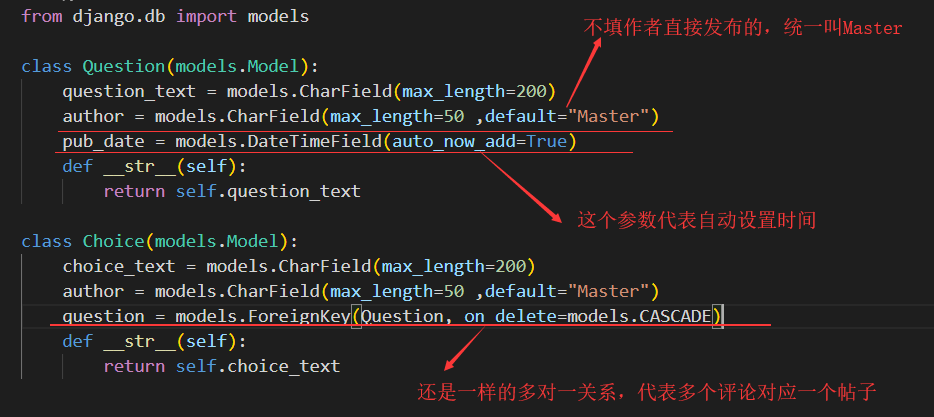 from django.db import models
不填作者直接发布的，统一叫Master
class Question(models.Model):
question_text = models.CharField(max_length=200)
author = models.CharField(max_length=50 ,default="Master")
pub_date = models.DateTimeField(auto_now_add=True)
def __str__(self):
return self.question_text
这个参数代表自动设置时间
class Choice(models.Model):
choice_text = models.CharField(max_length=200)
author = models.CharField(max_length=50 ,default="Master")
question = models.ForeignKey(Question, on_delete=models.CASCADE)
def __str__(self):
return self.choice_text
还是一样的多对一关系，代表多个评论对应一个帖子